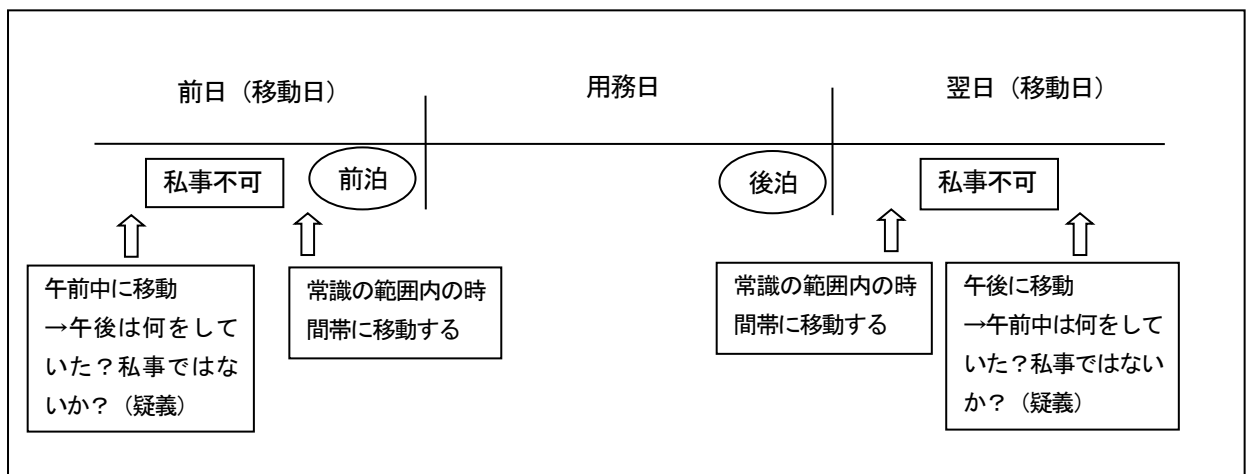 前日（移動日）
用務日
翌日（移動日）
私事不可
前泊
後泊
私事不可
午前中に移動
→午後は何をして
いた？私事ではな
いか？（疑義）
常識の範囲内の時
間帯に移動する
常識の範囲内の時
間帯に移動する
午後に移動
→午前中は何をして
いた？私事ではない
か？（疑義）